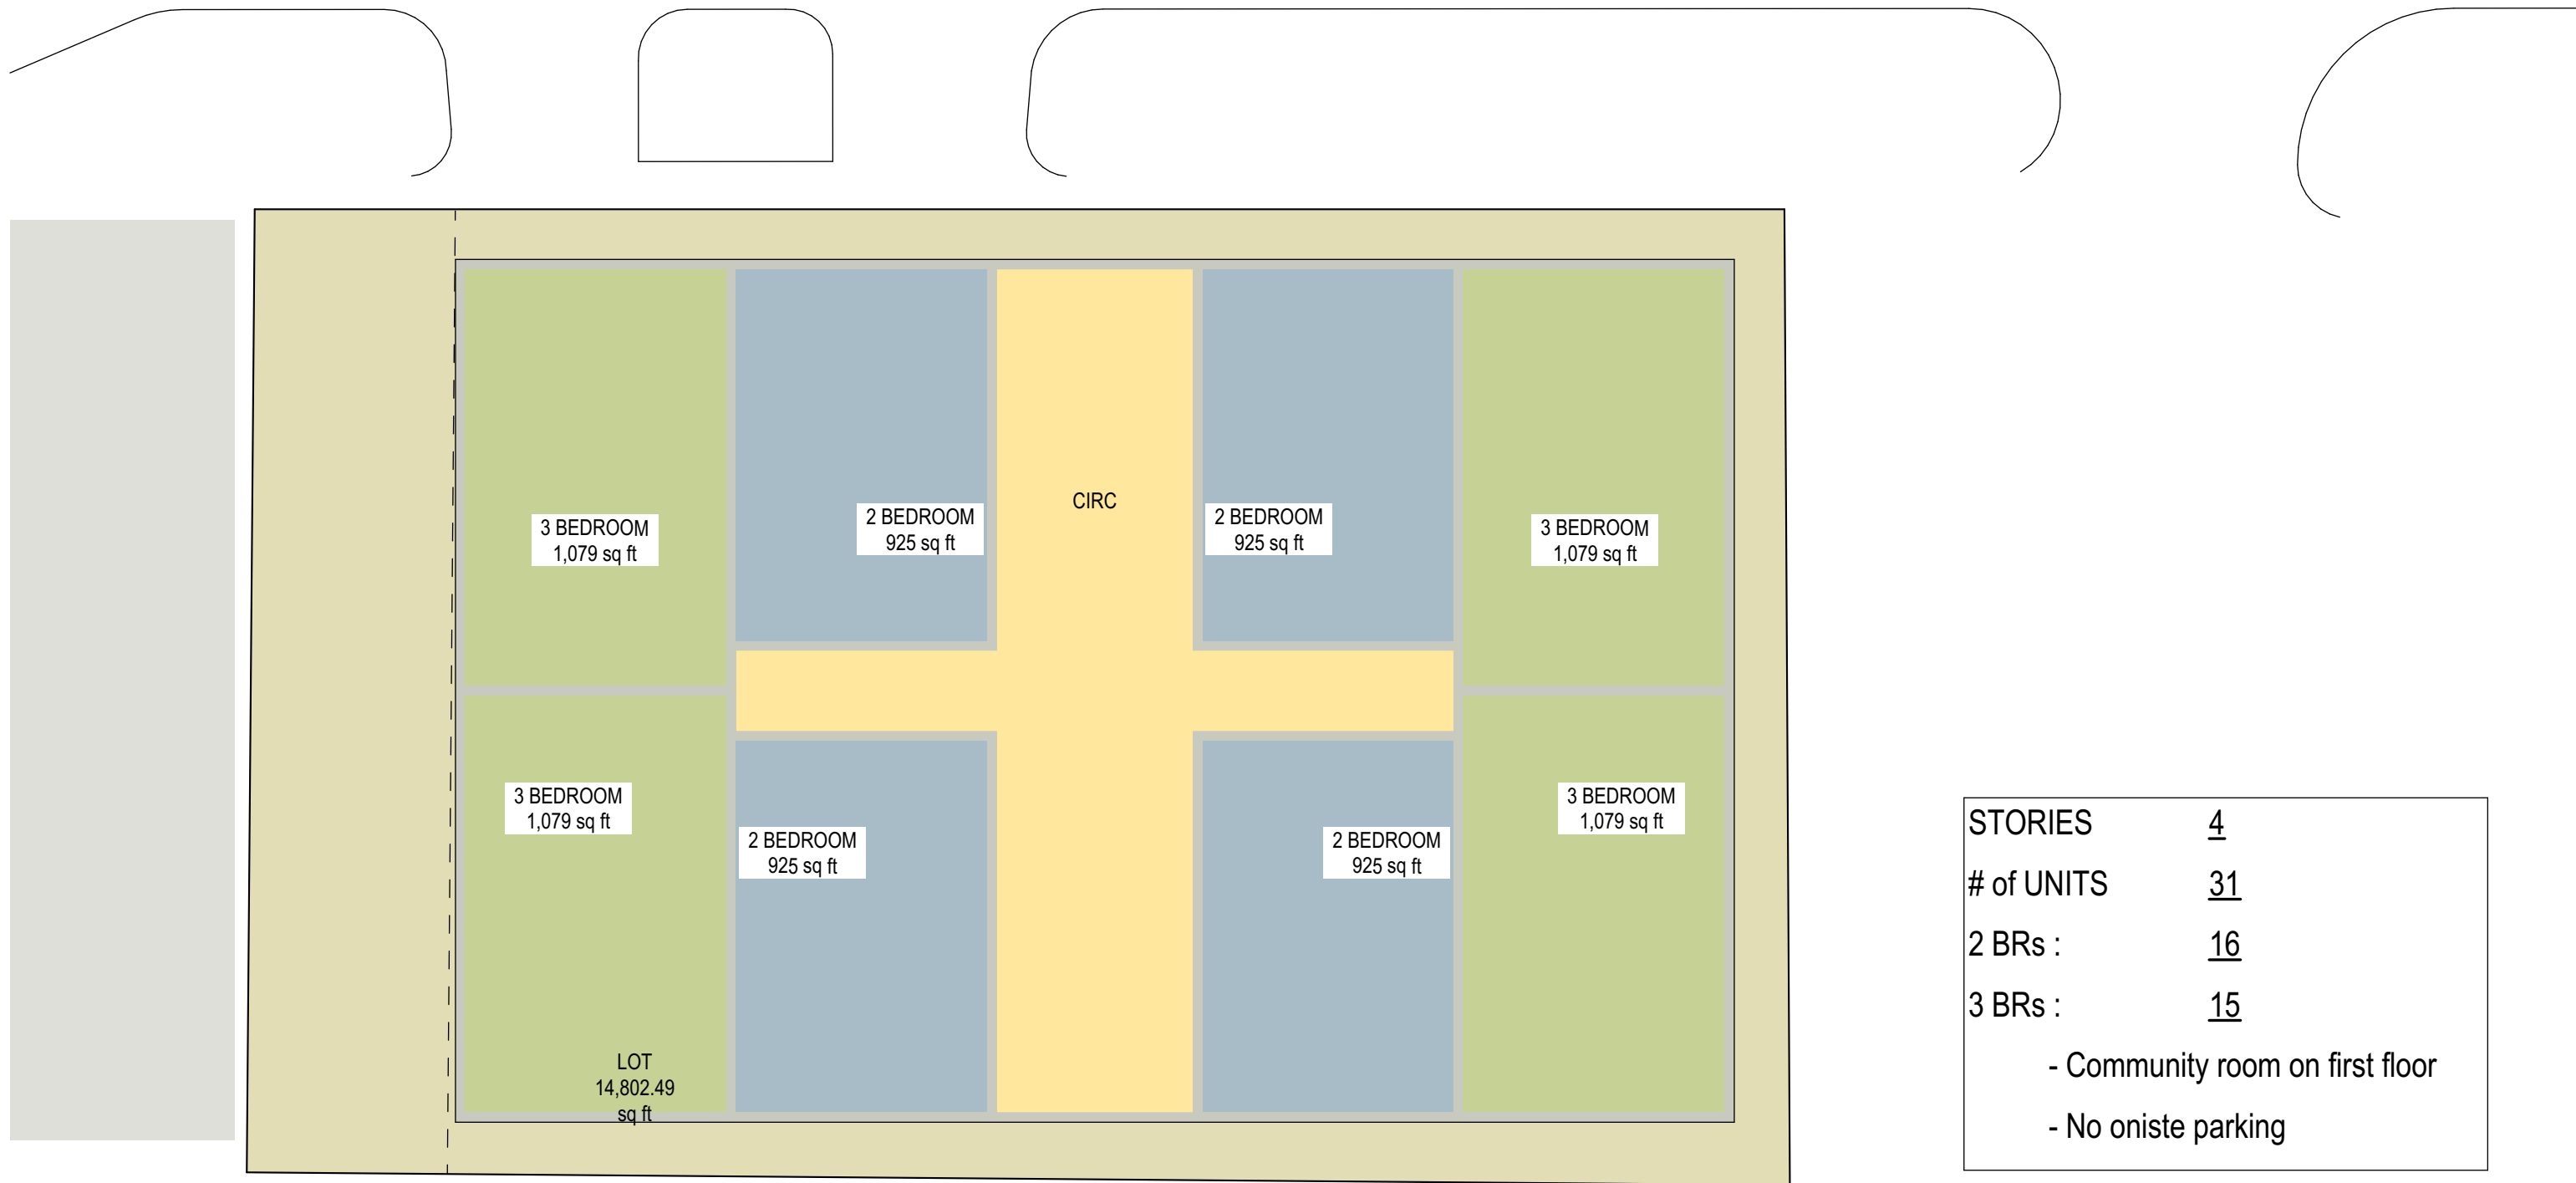 CIRC
3 BEDROOM
1,079 sq ft
2 BEDROOM
925 sq ft
2 BEDROOM
925 sq ft
3 BEDROOM
1,079 sq ft
3 BEDROOM
1,079 sq ft
2 BEDROOM
925 sq ft
2 BEDROOM
925 sq ft
3 BEDROOM
1,079 sq ft
LOT
14,802.49
sq ft
STORIES 4
# of UNITS 31
2 BRs : 16
3 BRs : 15
- Community room on first floor
- No oniste parking